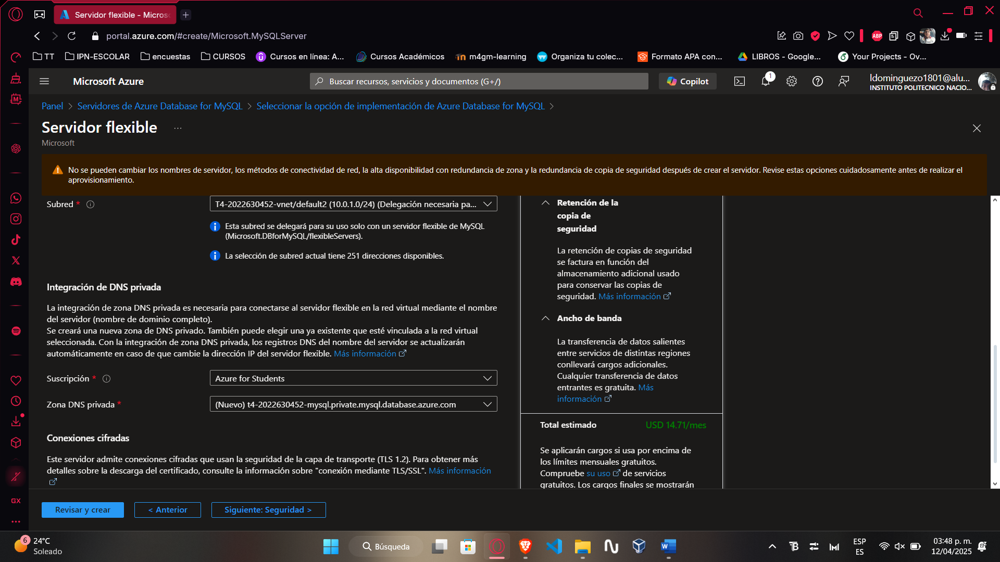 Servidor flexible - Micros
portal.azure.com/#create/Microsoft.MySQLServer
ABP
TT
IPN-ESCOLAR
encuestas
CURSOS
Cursos en línea: A...
Cursos Académicos
m4gm-learning
Organiza tu colec...
Formato APA con...
LIBROS - Google...
Your Projects - Ov...
Microsoft Azure
Buscar recursos, servicios y documentos (G+/)
Copilot
1
ldominguezo1801@alu...
INSTITUTO POLITECNICO NACIO...
Panel > Servidores de Azure Database for MySQL > Seleccionar la opción de implementación de Azure Database for MySQL >
Servidor flexible ...
Microsoft
No se pueden cambiar los nombres de servidor, los métodos de conectividad de red, la alta disponibilidad con redundancia de zona y la redundancia de copia de seguridad después de crear el servidor. Revise estas opciones cuidadosamente antes de realizar el
aprovisionamiento.
Subred *
T4-2022630452-vnet/default2 (10.0.1.0/24) (Delegación necesaria pa...
Esta subred se delegará para su uso solo con un servidor flexible de MySQL
(Microsoft.DBforMySQL/flexibleServers).
La selección de subred actual tiene 251 direcciones disponibles.
Integración de DNS privada
La integración de zona DNS privada es necesaria para conectarse al servidor flexible en la red virtual mediante el nombre
del servidor (nombre de dominio completo).
Se creará una nueva zona de DNS privado. También puede elegir una ya existente que esté vinculada a la red virtual
seleccionada. Con la integración de zona DNS privada, los registros DNS del nombre del servidor se actualizarán
automáticamente en caso de que cambie la dirección IP del servidor flexible. Más información
Suscripción *
Azure for Students
Zona DNS privada *
(Nuevo) t4-2022630452-mysql.private.mysql.database.azure.com
Conexiones cifradas
Este servidor admite conexiones cifradas que usan la seguridad de la capa de transporte (TLS 1.2). Para obtener más
detalles sobre la descarga del certificado, consulte la información sobre "conexión mediante TLS/SSL". Más información
Retención de la
copia de
seguridad
La retención de copias de seguridad
se factura en función del
almacenamiento adicional usado
para conservar las copias de
seguridad. Más información
Ancho de banda
La transferencia de datos salientes
entre servicios de distintas regiones
conllevará cargos adicionales.
Cualquier transferencia de datos
entrantes es gratuita. Más
información
Total estimado
USD 14.71/mes
Se aplicarán cargos si usa por encima de
los límites mensuales gratuitos.
Compruebe su uso de servicios
gratuitos. Los cargos finales se mostrarán
Revisar y crear
< Anterior
Siguiente: Seguridad >
GX
6
24°C
Soleado
Búsqueda
ESP
ES
03:48 p. m.
12/04/2025